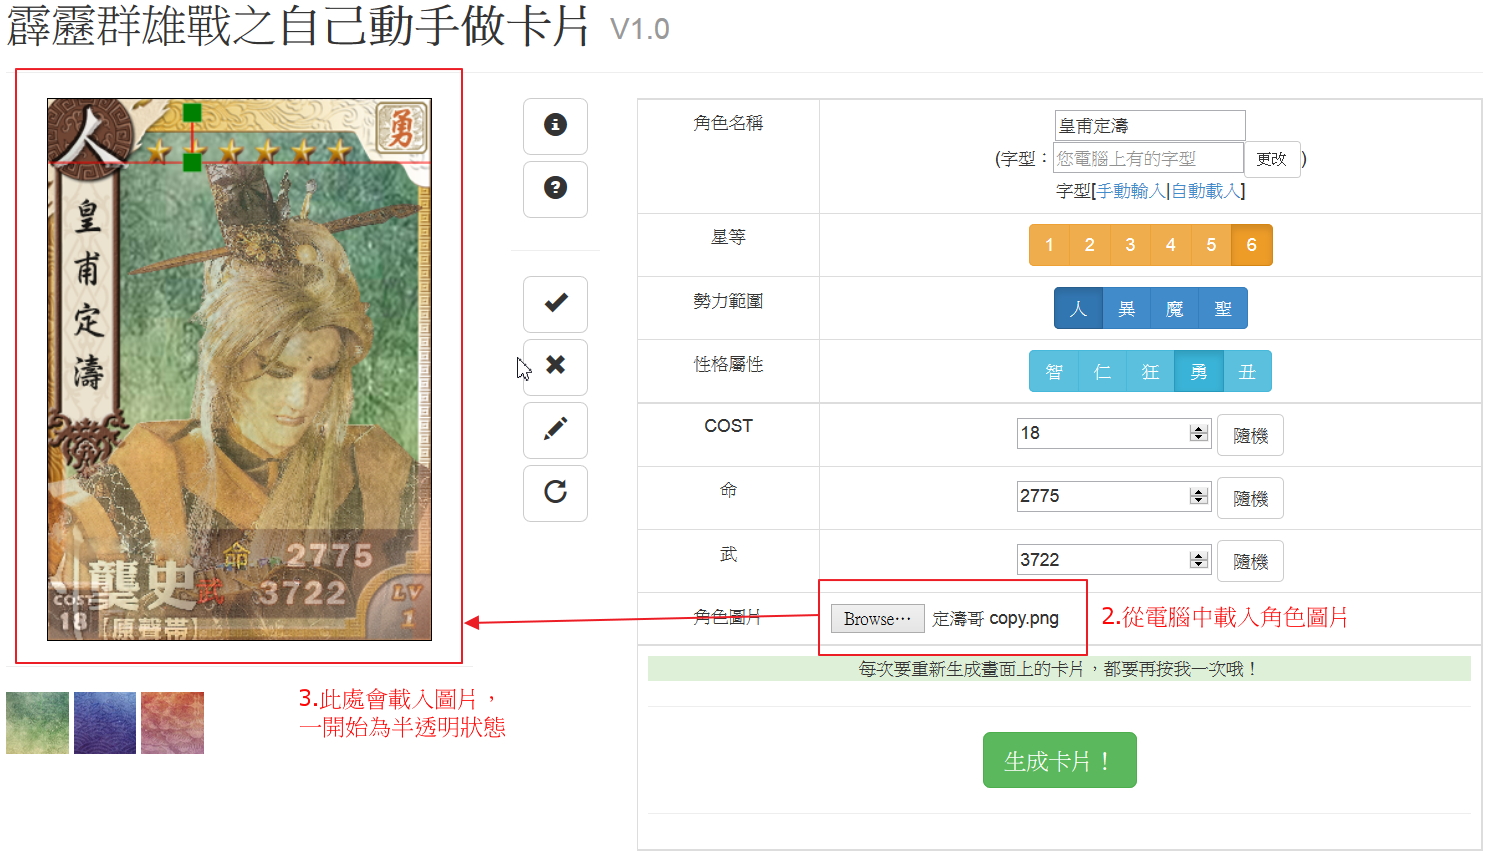 霹靂群雄戰之自己動手做卡片 V1.0
人
勇
皇甫定濤
命 2775
武 3722
龔史
【原聲帶】
COST
18
LV
1
3.此處會載入圖片，
一開始為半透明狀態
角色名稱
皇甫定濤
(字型：您電腦上有的字型 更改)
字型[手動輸入|自動載入]
星等
1 2 3 4 5 6
勢力範圍
人 異 魔 聖
性格屬性
智 仁 狂 勇 丑
COST
18 隨機
命
2775 隨機
武
3722 隨機
角色圖片
Browse… 定濤哥 copy.png
2.從電腦中載入角色圖片
每次要重新生成畫面上的卡片，都要再按我一次哦！
生成卡片！